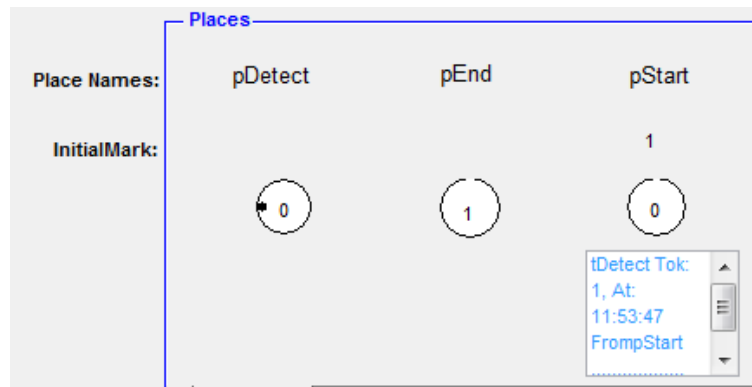 Places
Place Names: pDetect pEnd pStart
InitialMark: 1
0 1 0
tDetect Tok:
1, At:
11:53:47
FrompStart
..................